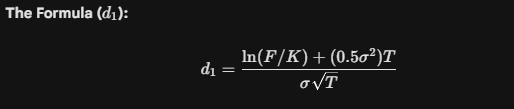 The Formula (d₁):
d₁ = ln(F/K) + (0.5σ²)T / σ√T